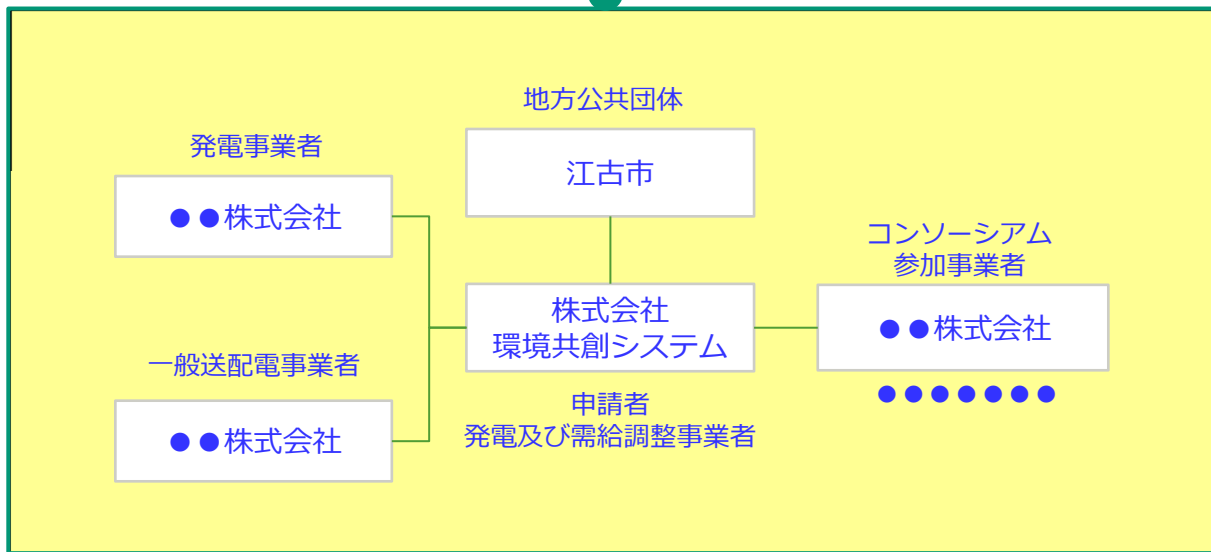 地方公共団体
江古市
発電事業者
●●株式会社
一般送配電事業者
●●株式会社
株式会社
環境共創システム
申請者
発電及び需給調整事業者
コンソーシアム
参加事業者
●●株式会社
●●●●●●●